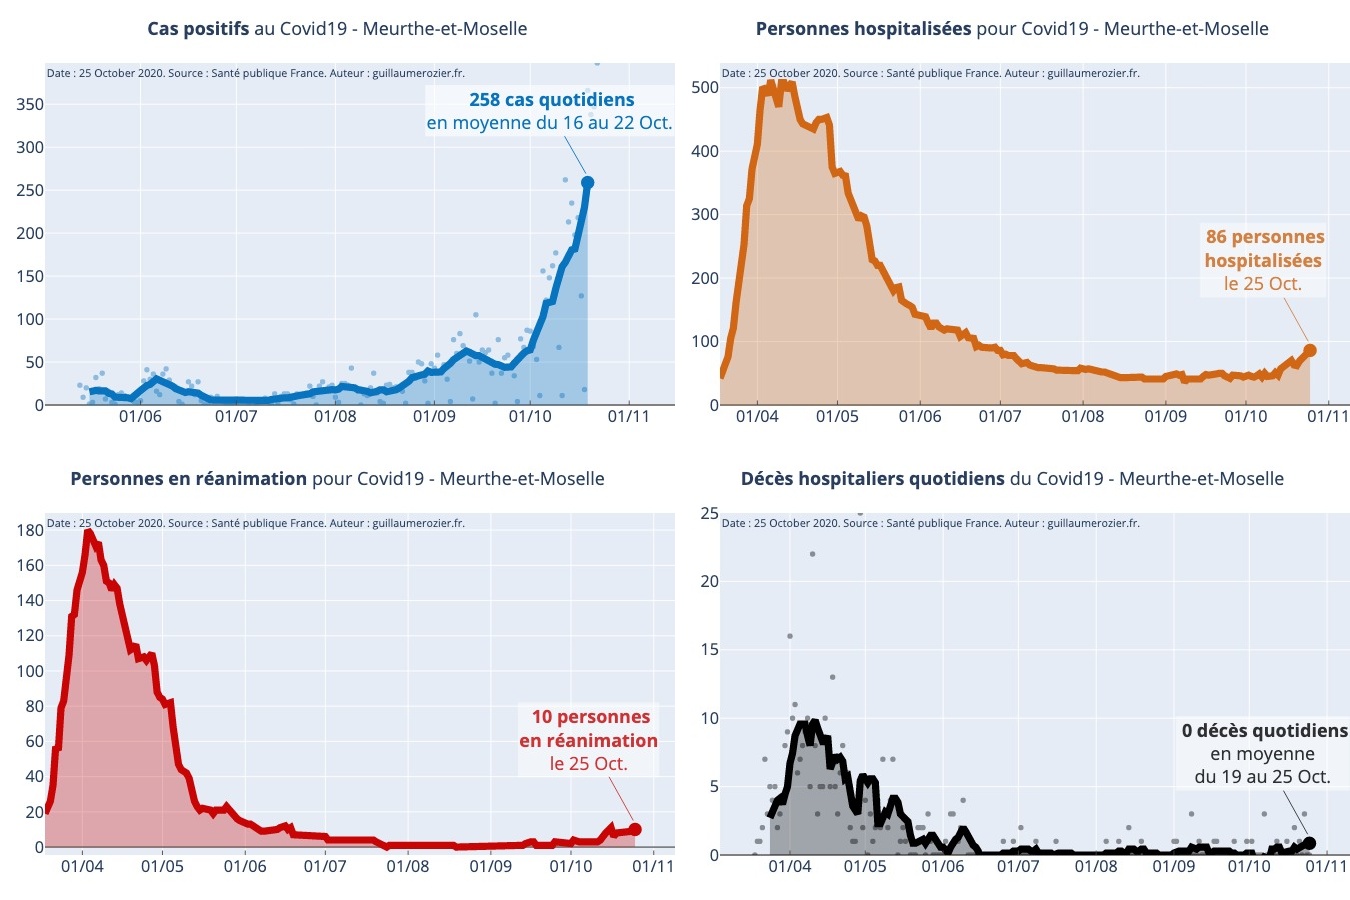 Cas positifs au Covid19 - Meurthe-et-Moselle
Date : 25 October 2020. Source : Santé publique France. Auteur : guillaumerozier.fr.
258 cas quotidiens
en moyenne du 16 au 22 Oct.
350
300
250
200
150
100
50
0
01/06 01/07 01/08 01/09 01/10 01/11
Personnes hospitalisées pour Covid19 - Meurthe-et-Moselle
Date : 25 October 2020. Source : Santé publique France. Auteur : guillaumerozier.fr.
500
400
300
200
100
0
86 personnes
hospitalisées
le 25 Oct.
01/04 01/05 01/06 01/07 01/08 01/09 01/10 01/11
Personnes en réanimation pour Covid19 - Meurthe-et-Moselle
Date : 25 October 2020. Source : Santé publique France. Auteur : guillaumerozier.fr.
180
160
140
120
100
80
60
40
20
0
10 personnes
en réanimation
le 25 Oct.
01/04 01/05 01/06 01/07 01/08 01/09 01/10 01/11
Décès hospitaliers quotidiens du Covid19 - Meurthe-et-Moselle
25
Date : 25 October 2020. Source : Santé publique France. Auteur : guillaumerozier.fr.
20
15
10
5
0
0 décès quotidiens
en moyenne
du 19 au 25 Oct.
01/04 01/05 01/06 01/07 01/08 01/09 01/10 01/11